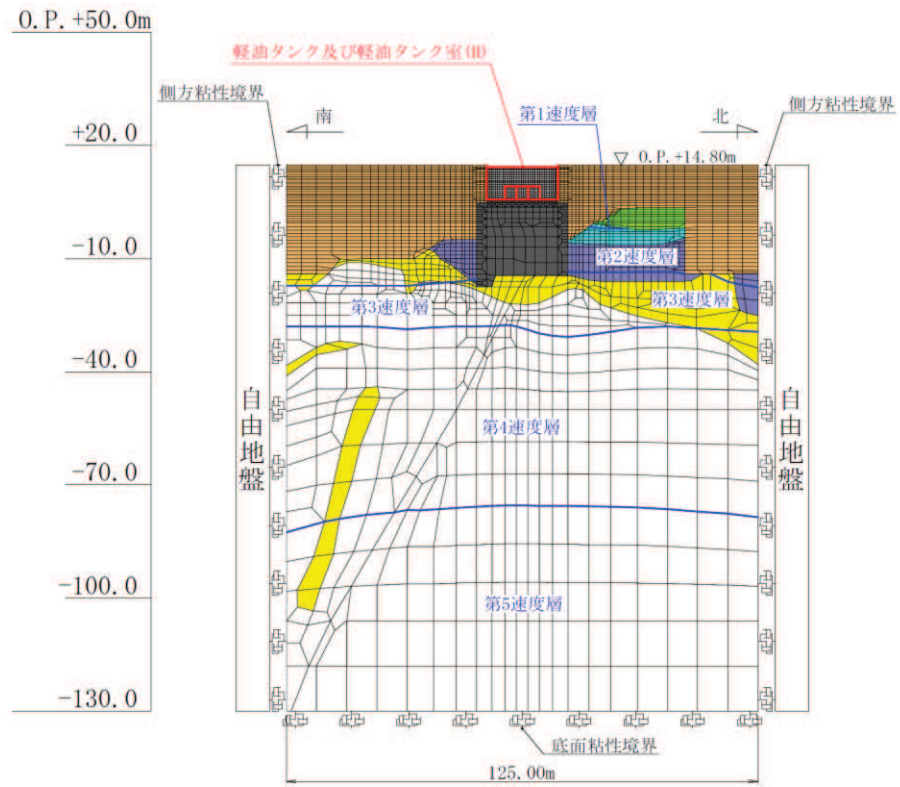 O.P.+50.0m
軽油タンク及び軽油タンク室(H)
側方粘性境界
側方粘性境界
南
第1速度層
北
+20.0
O.P.+14.80m
-10.0
第2速度層
第3速度層
第3速度層
-40.0
自由地盤
自由地盤
第4速度層
-70.0
-100.0
第5速度層
-130.0
底面粘性境界
125.00m